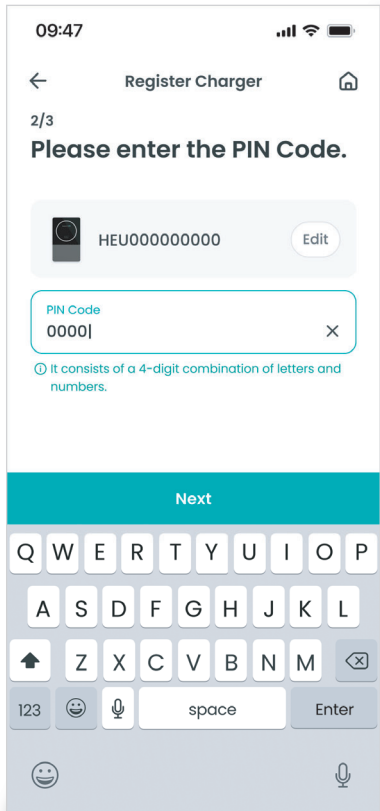 09:47
Register Charger
2/3
Please enter the PIN Code.
HEU000000000
Edit
PIN Code
0000
It consists of a 4-digit combination of letters and
numbers.
Next
Q W E R T Y U I O P
A S D F G H J K L
Z X C V B N M
123 space Enter